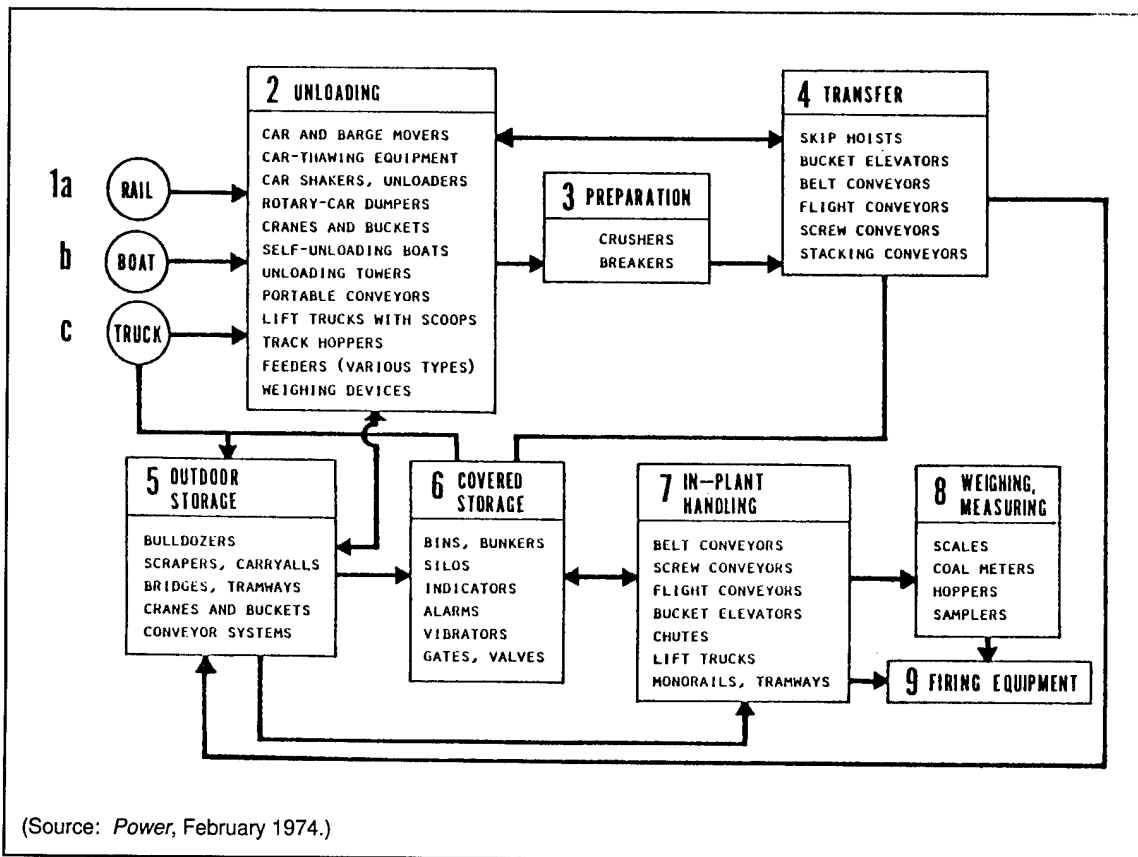 2 UNLOADING
CAR AND BARGE MOVERS
CAR-THAWING EQUIPMENT
CAR SHAKERS, UNLOADERS
ROTARY-CAR DUMPERS
CRANES AND BUCKETS
SELF-UNLOADING BOATS
UNLOADING TOWERS
PORTABLE CONVEYORS
LIFT TRUCKS WITH SCOOPS
TRACK HOPPERS
FEEDERS (VARIOUS TYPES)
WEIGHING DEVICES
1a RAIL
b BOAT
c TRUCK
3 PREPARATION
CRUSHERS
BREAKERS
4 TRANSFER
SKIP HOISTS
BUCKET ELEVATORS
BELT CONVEYORS
FLIGHT CONVEYORS
SCREW CONVEYORS
STACKING CONVEYORS
5 OUTDOOR
STORAGE
BULLDOZERS
SCRAPERS, CARRYALLS
BRIDGES, TRAMWAYS
CRANES AND BUCKETS
CONVEYOR SYSTEMS
6 COVERED
STORAGE
BINS, BUNKERS
SILOS
INDICATORS
ALARMS
VIBRATORS
GATES, VALVES
7 IN-PLANT
HANDLING
BELT CONVEYORS
SCREW CONVEYORS
FLIGHT CONVEYORS
BUCKET ELEVATORS
CHUTES
LIFT TRUCKS
MONORAILS, TRAMWAYS
8 WEIGHING,
MEASURING
SCALES
COAL METERS
HOPPERS
SAMPLERS
9 FIRING EQUIPMENT
(Source: Power, February 1974.)